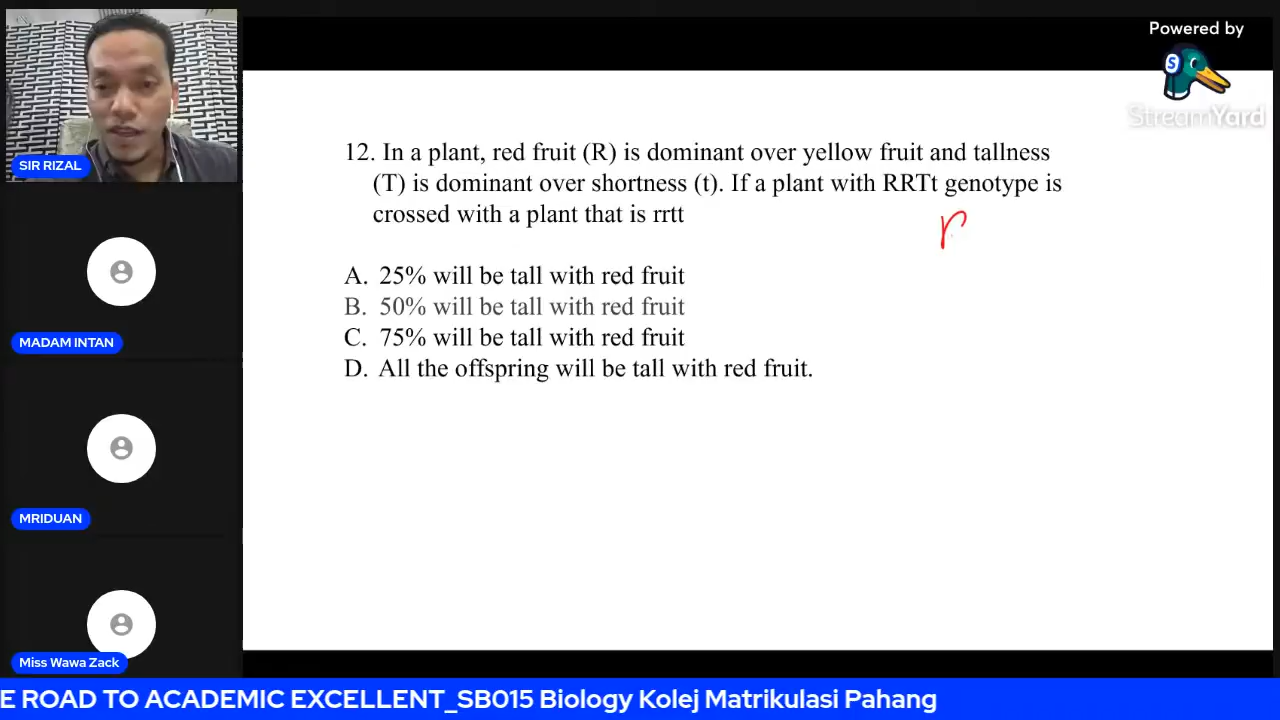 Powered by
StreamYard
SIR RIZAL
12. In a plant, red fruit (R) is dominant over yellow fruit and tallness
(T) is dominant over shortness (t). If a plant with RRTt genotype is
crossed with a plant that is rrtt
r
A. 25% will be tall with red fruit
B. 50% will be tall with red fruit
C. 75% will be tall with red fruit
D. All the offspring will be tall with red fruit.
MADAM INTAN
MRIDUAN
Miss Wawa Zack
E ROAD TO ACADEMIC EXCELLENT_SB015 Biology Kolej Matrikulasi Pahang